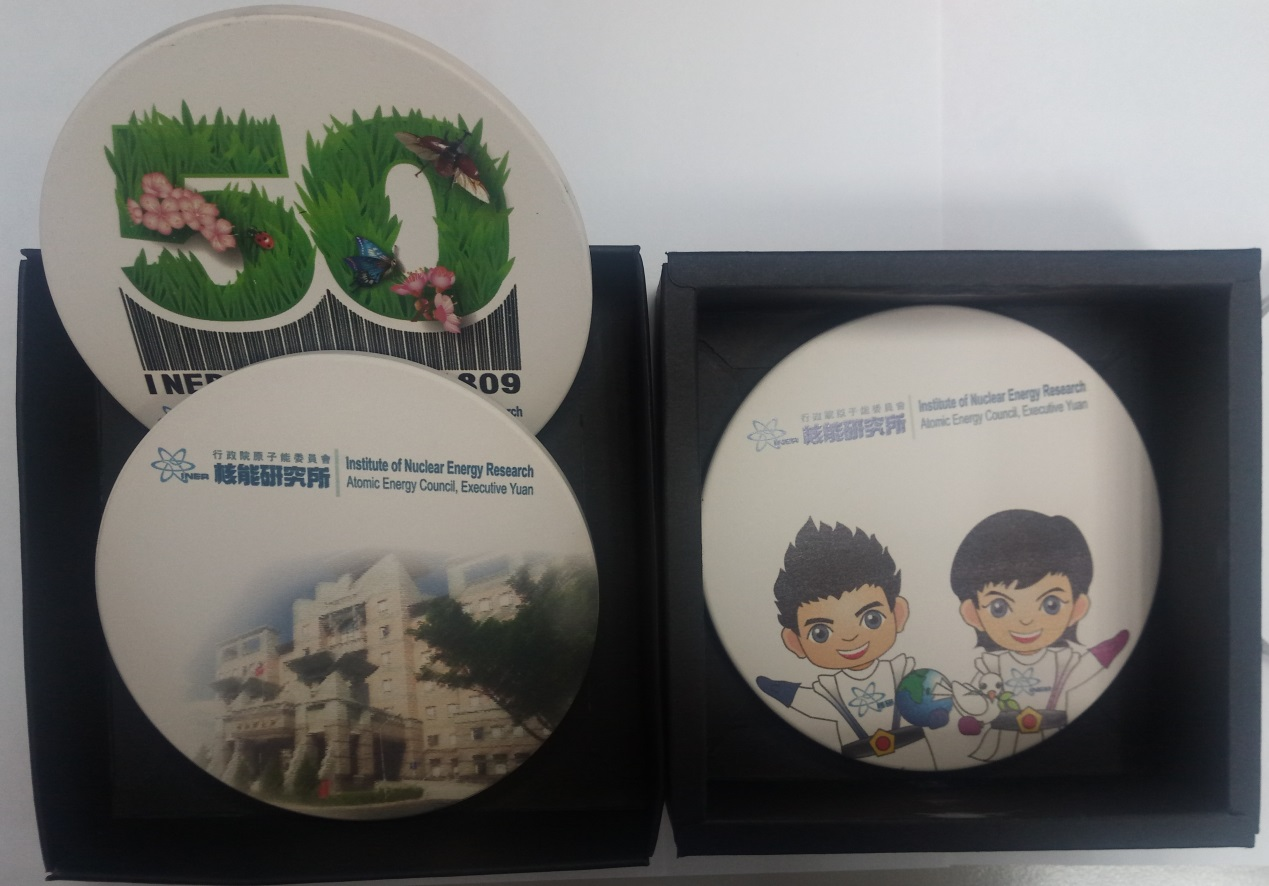 50
INER
809
行政院原子能委員會
INER
核能研究所
Institute of Nuclear Energy Research
Atomic Energy Council, Executive Yuan
行政院原子能委員會
INER
核能研究所
Institute of Nuclear Energy Research
Atomic Energy Council, Executive Yuan